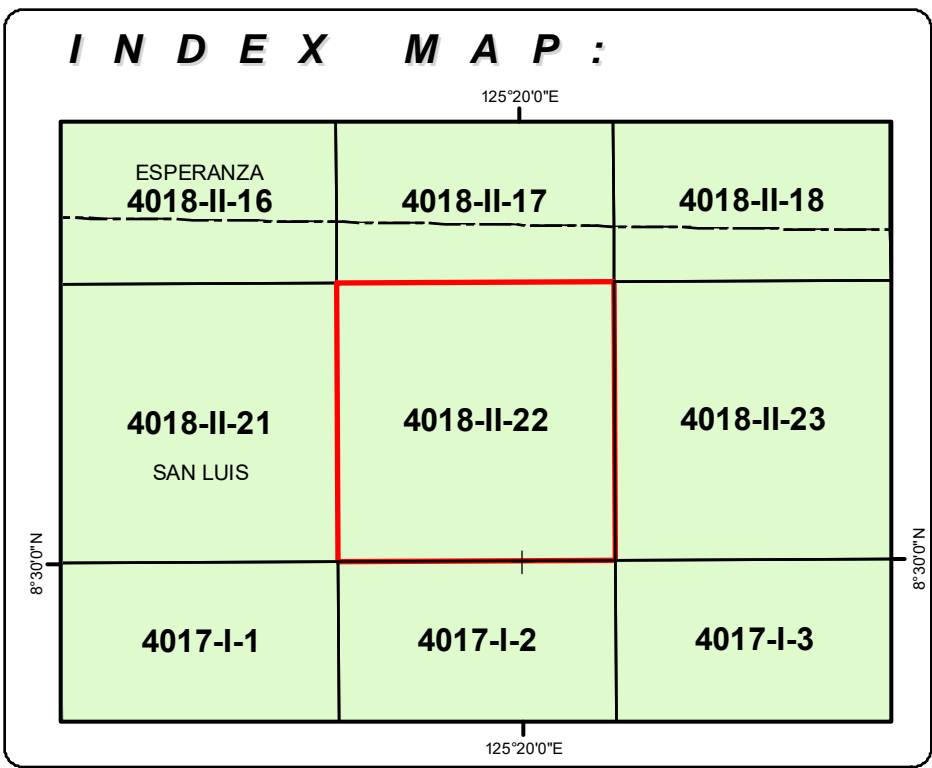 INDEX MAP:
125°20'0"E
ESPERANZA
4018-II-16
4018-II-17
4018-II-18
4018-II-21
4018-II-22
4018-II-23
SAN LUIS
8°30'0"N
8°30'0"N
4017-I-1
4017-I-2
4017-I-3
125°20'0"E